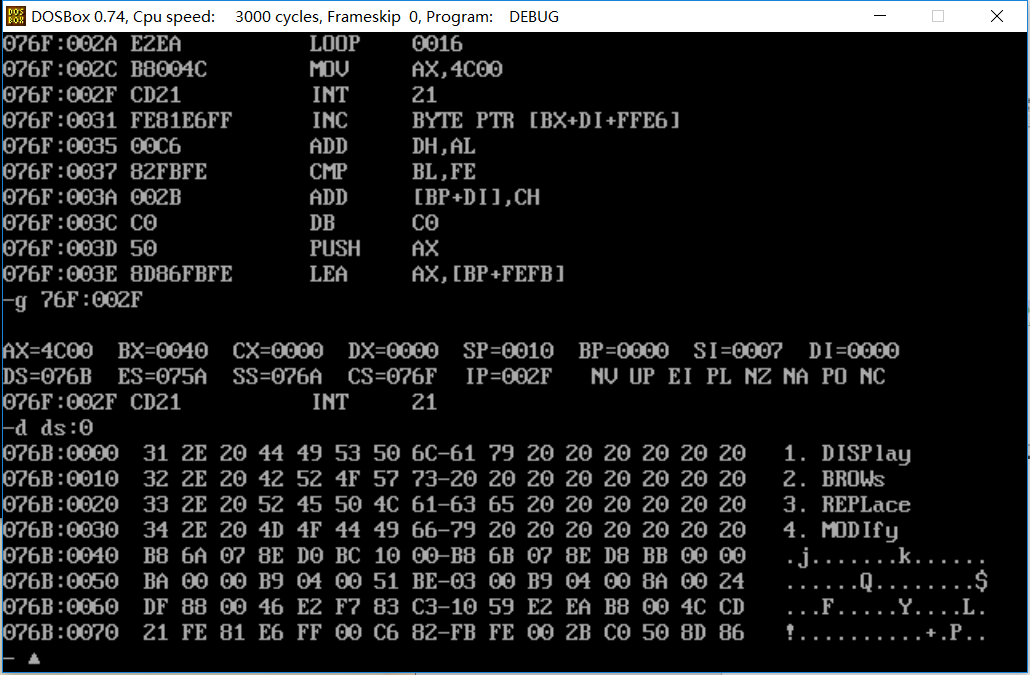 DOSBox 0.74, Cpu speed: 3000 cycles, Frameskip 0, Program: DEBUG
076F:002A E2EA LOOP 0016
076F:002C B8004C MOV AX,4C00
076F:002F CD21 INT 21
076F:0031 FE81E6FF INC BYTE PTR [BX+DI+FFE6]
076F:0035 00C6 ADD DH,AL
076F:0037 82FBFE CMP BL,FE
076F:003A 002B ADD [BP+DI],CH
076F:003C C0 DB C0
076F:003D 50 PUSH AX
076F:003E 8D86FBFE LEA AX,[BP+FEFB]
-g 76F:002F
AX=4C00 BX=0040 CX=0000 DX=0000 SP=0010 BP=0000 SI=0007 DI=0000
DS=076B ES=075A SS=076A CS=076F IP=002F NV UP EI PL NZ NA PO NC
076F:002F CD21 INT 21
-d ds:0
076B:0000 31 2E 20 44 49 53 50 6C-61 79 20 20 20 20 20 20 1. DISPlay
076B:0010 32 2E 20 42 52 4F 57 73-20 20 20 20 20 20 20 20 2. BROWs
076B:0020 33 2E 20 52 45 50 4C 61-63 65 20 20 20 20 20 20 3. REPLace
076B:0030 34 2E 20 4D 4F 44 49 66-79 20 20 20 20 20 20 20 4. MODIfy
076B:0040 B8 6A 07 8E D0 BC 10 00-B8 6B 07 8E D8 BB 00 00 .j.......k......
076B:0050 BA 00 00 B9 04 00 51 BE-03 00 B9 04 00 8A 00 24 ......Q........$
076B:0060 DF 88 00 46 E2 F7 83 C3-10 59 E2 EA B8 00 4C CD ...F.....Y....L.
076B:0070 21 FE 81 E6 FF 00 C6 82-FB FE 00 2B C0 50 8D 86 !..........+.P..
-